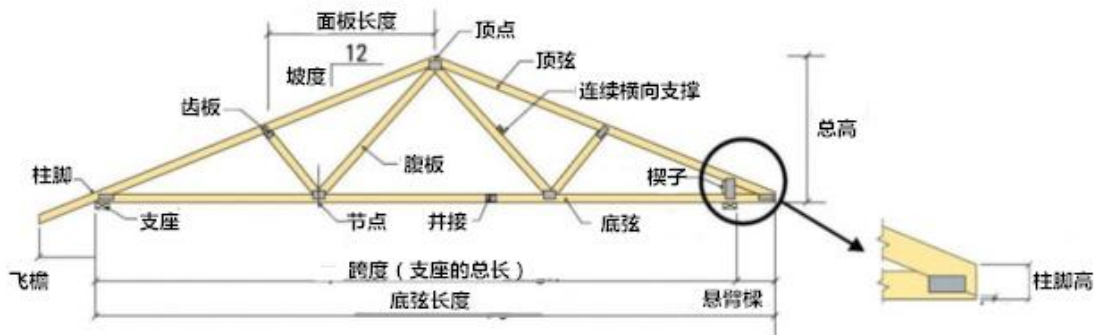 面板长度
顶点
12
坡度
顶弦
连续横向支撑
齿板
总高
腹板
楔子
柱脚
支座
节点
并接
底弦
飞檐
跨度（支座的总长）
柱脚高
底弦长度
悬臂樑